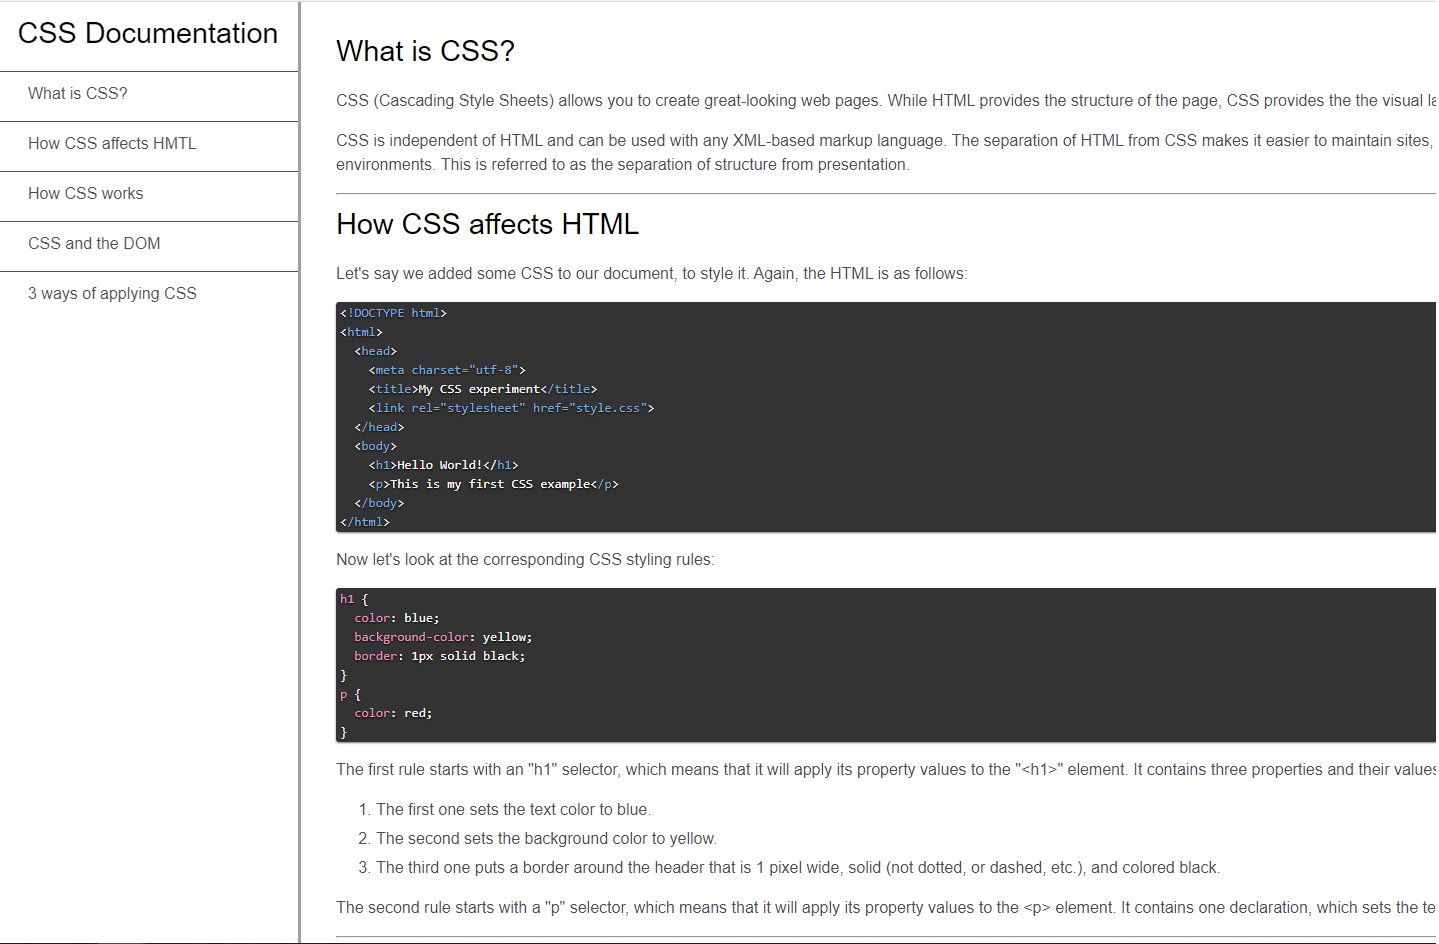 CSS Documentation
What is CSS?
How CSS affects HMTL
How CSS works
CSS and the DOM
3 ways of applying CSS
What is CSS?
CSS (Cascading Style Sheets) allows you to create great-looking web pages. While HTML provides the structure of the page, CSS provides the the visual la
CSS is independent of HTML and can be used with any XML-based markup language. The separation of HTML from CSS makes it easier to maintain sites,
environments. This is referred to as the separation of structure from presentation.
How CSS affects HTML
Let's say we added some CSS to our document, to style it. Again, the HTML is as follows:
<!DOCTYPE html>
<html>
  <head>
    <meta charset="utf-8">
    <title>My CSS experiment</title>
    <link rel="stylesheet" href="style.css">
  </head>
  <body>
    <h1>Hello World!</h1>
    <p>This is my first CSS example</p>
  </body>
</html>
Now let's look at the corresponding CSS styling rules:
h1 {
  color: blue;
  background-color: yellow;
  border: 1px solid black;
}
p {
  color: red;
}
The first rule starts with an "h1" selector, which means that it will apply its property values to the "<h1>" element. It contains three properties and their values
1. The first one sets the text color to blue.
2. The second sets the background color to yellow.
3. The third one puts a border around the header that is 1 pixel wide, solid (not dotted, or dashed, etc.), and colored black.
The second rule starts with a "p" selector, which means that it will apply its property values to the <p> element. It contains one declaration, which sets the te